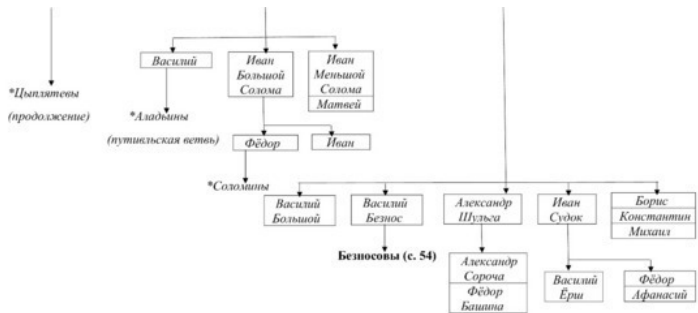 Василий
Иван
Большой
Солома
Иван
Меньшой
Солома
Матвей
*Цыплятевы
(продолжение)
*Аладьины
(путивльская ветвь)
Фёдор
Иван
*Соломины
Василий
Большой
Василий
Безнос
Александр
Шульга
Иван
Судок
Борис
Константин
Михаил
Безносовы (с. 54)
Александр
Сороча
Фёдор
Башина
Василий
Ёрш
Фёдор
Афанасий